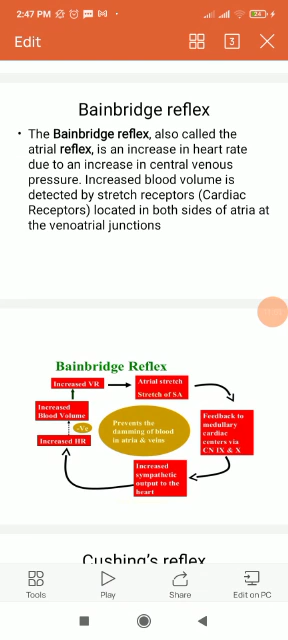 2:47 PM
24
Edit
3
Bainbridge reflex
• The Bainbridge reflex, also called the
atrial reflex, is an increase in heart rate
due to an increase in central venous
pressure. Increased blood volume is
detected by stretch receptors (Cardiac
Receptors) located in both sides of atria at
the venoatrial junctions
Bainbridge Reflex
Increased VR
Atrial stretch
Stretch of SA
Increased
Blood Volume
-Ve
Increased HR
Prevents the
damming of blood
in atria & veins
Feedback to
medullary
cardiac
centers via
CN IX & X
Increased
sympathetic
output to the
heart
Cushing's reflex
Tools
Play
Share
Edit on PC